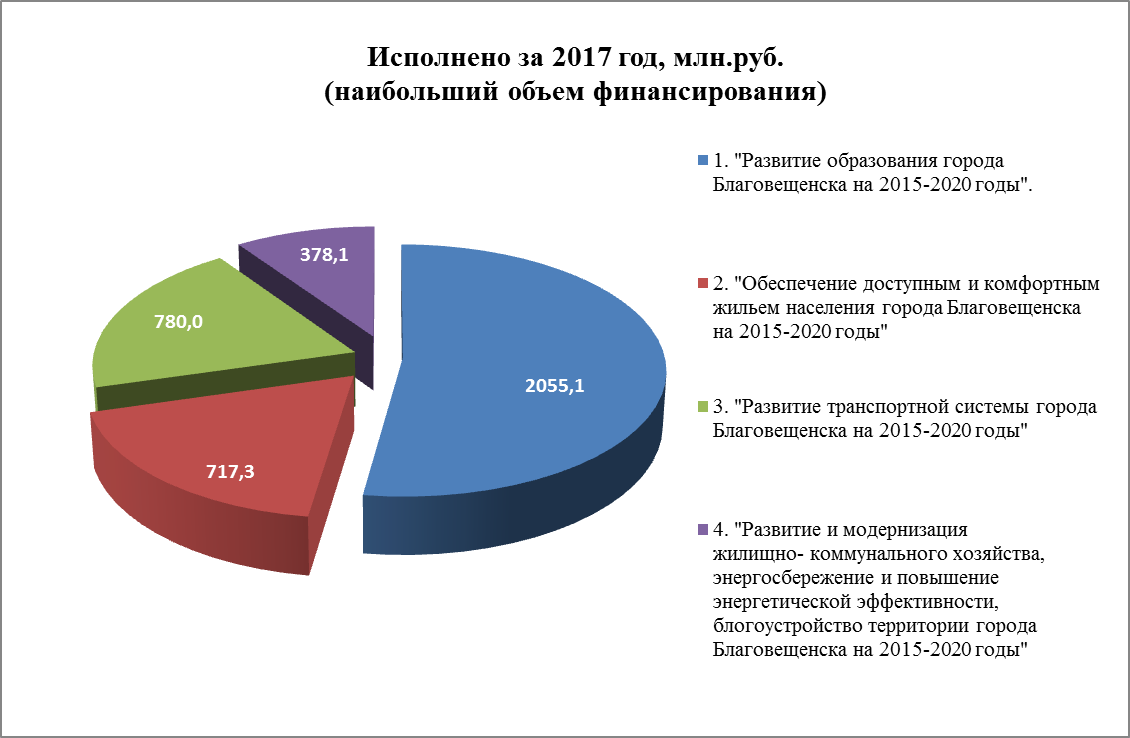 Исполнено за 2017 год, млн.руб.
(наибольший объем финансирования)
378,1
780,0
2055,1
717,3
1. "Развитие образования города
Благовещенска на 2015-2020 годы".
2. "Обеспечение доступным и комфортным
жильем населения города Благовещенска
на 2015-2020 годы"
3. "Развитие транспортной системы города
Благовещенска на 2015-2020 годы"
4. "Развитие и модернизация
жилищно- коммунального хозяйства,
энергосбережение и повышение
энергетической эффективности,
блогоустройство территории города
Благовещенска на 2015-2020 годы"